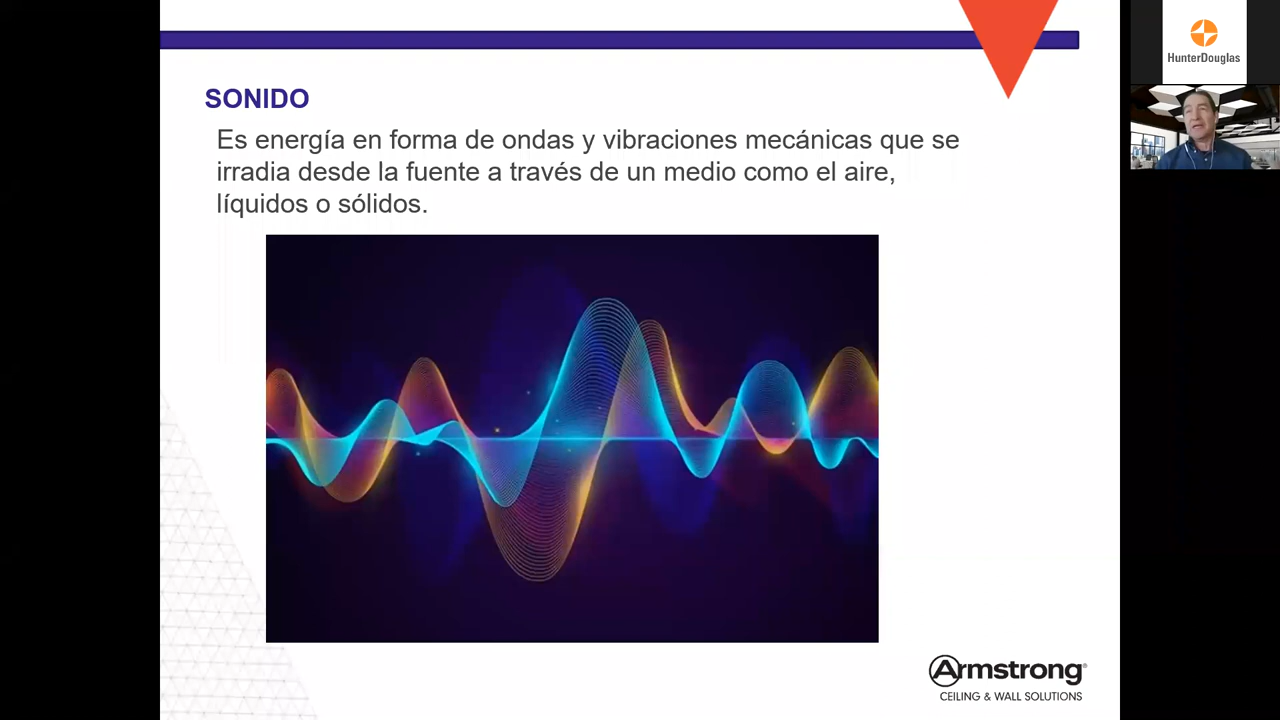 SONIDO
Es energía en forma de ondas y vibraciones mecánicas que se
irradia desde la fuente a través de un medio como el aire,
líquidos o sólidos.
HunterDouglas
Armstrong®
CEILING & WALL SOLUTIONS